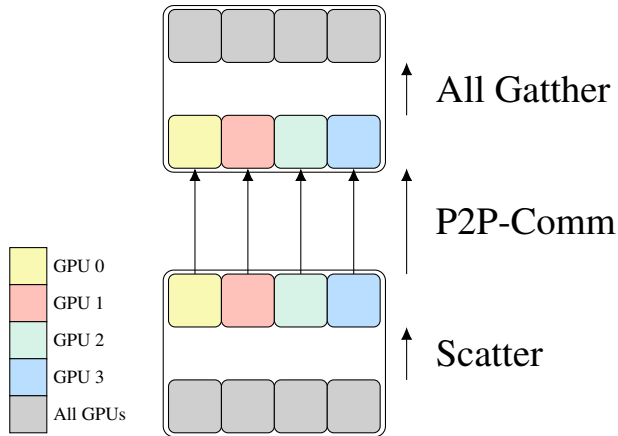 All Gatther
P2P-Comm
Scatter
GPU 0
GPU 1
GPU 2
GPU 3
All GPUs